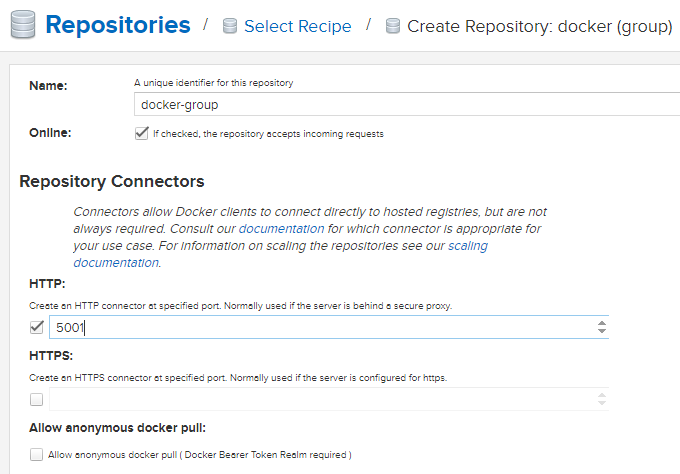 Repositories / Select Recipe / Create Repository: docker (group)
Name: A unique identifier for this repository
docker-group
Online: If checked, the repository accepts incoming requests
Repository Connectors
Connectors allow Docker clients to connect directly to hosted registries, but are not
always required. Consult our documentation for which connector is appropriate for
your use case. For information on scaling the repositories see our scaling
documentation.
HTTP:
Create an HTTP connector at specified port. Normally used if the server is behind a secure proxy.
5001
HTTPS:
Create an HTTPS connector at specified port. Normally used if the server is configured for https.
Allow anonymous docker pull:
Allow anonymous docker pull ( Docker Bearer Token Realm required )